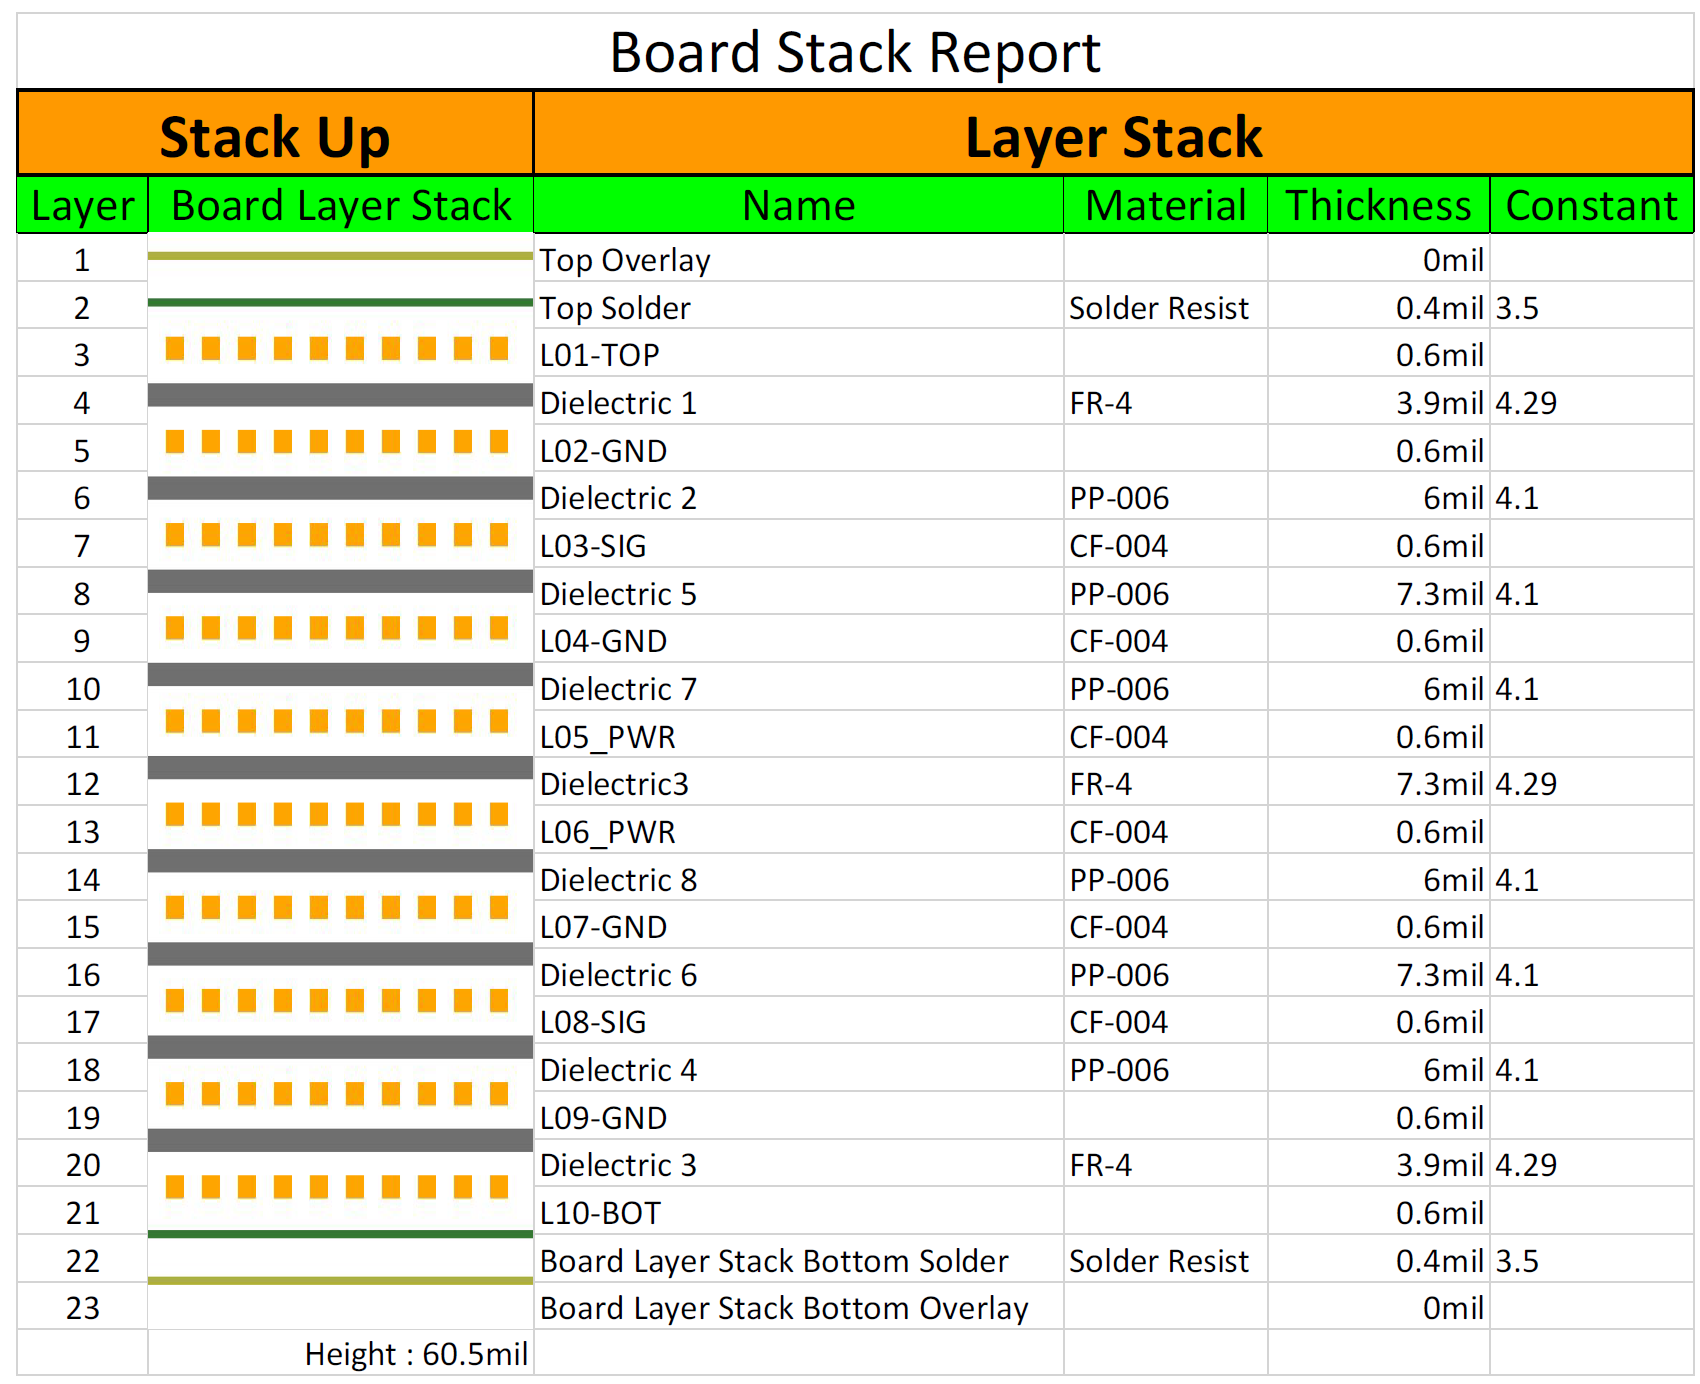 Board Stack Report
Stack Up Layer Stack
Layer Board Layer Stack Name Material Thickness Constant
1 Top Overlay 0mil
2 Top Solder Solder Resist 0.4mil 3.5
3 L01-TOP 0.6mil
4 Dielectric 1 FR-4 3.9mil 4.29
5 L02-GND 0.6mil
6 Dielectric 2 PP-006 6mil 4.1
7 L03-SIG CF-004 0.6mil
8 Dielectric 5 PP-006 7.3mil 4.1
9 L04-GND CF-004 0.6mil
10 Dielectric 7 PP-006 6mil 4.1
11 L05_PWR CF-004 0.6mil
12 Dielectric3 FR-4 7.3mil 4.29
13 L06_PWR CF-004 0.6mil
14 Dielectric 8 PP-006 6mil 4.1
15 L07-GND CF-004 0.6mil
16 Dielectric 6 PP-006 7.3mil 4.1
17 L08-SIG CF-004 0.6mil
18 Dielectric 4 PP-006 6mil 4.1
19 L09-GND 0.6mil
20 Dielectric 3 FR-4 3.9mil 4.29
21 L10-BOT 0.6mil
22 Board Layer Stack Bottom Solder Solder Resist 0.4mil 3.5
23 Board Layer Stack Bottom Overlay 0mil
Height : 60.5mil